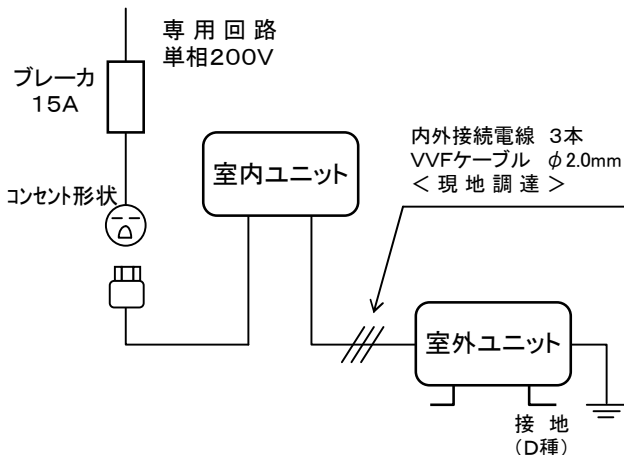 専用回路
単相200V
ブレーカ
15A
コンセント形状
室内ユニット
内外接続電線 3本
VVFケーブル φ2.0mm
<現地調達>
室外ユニット
接地
(D種)